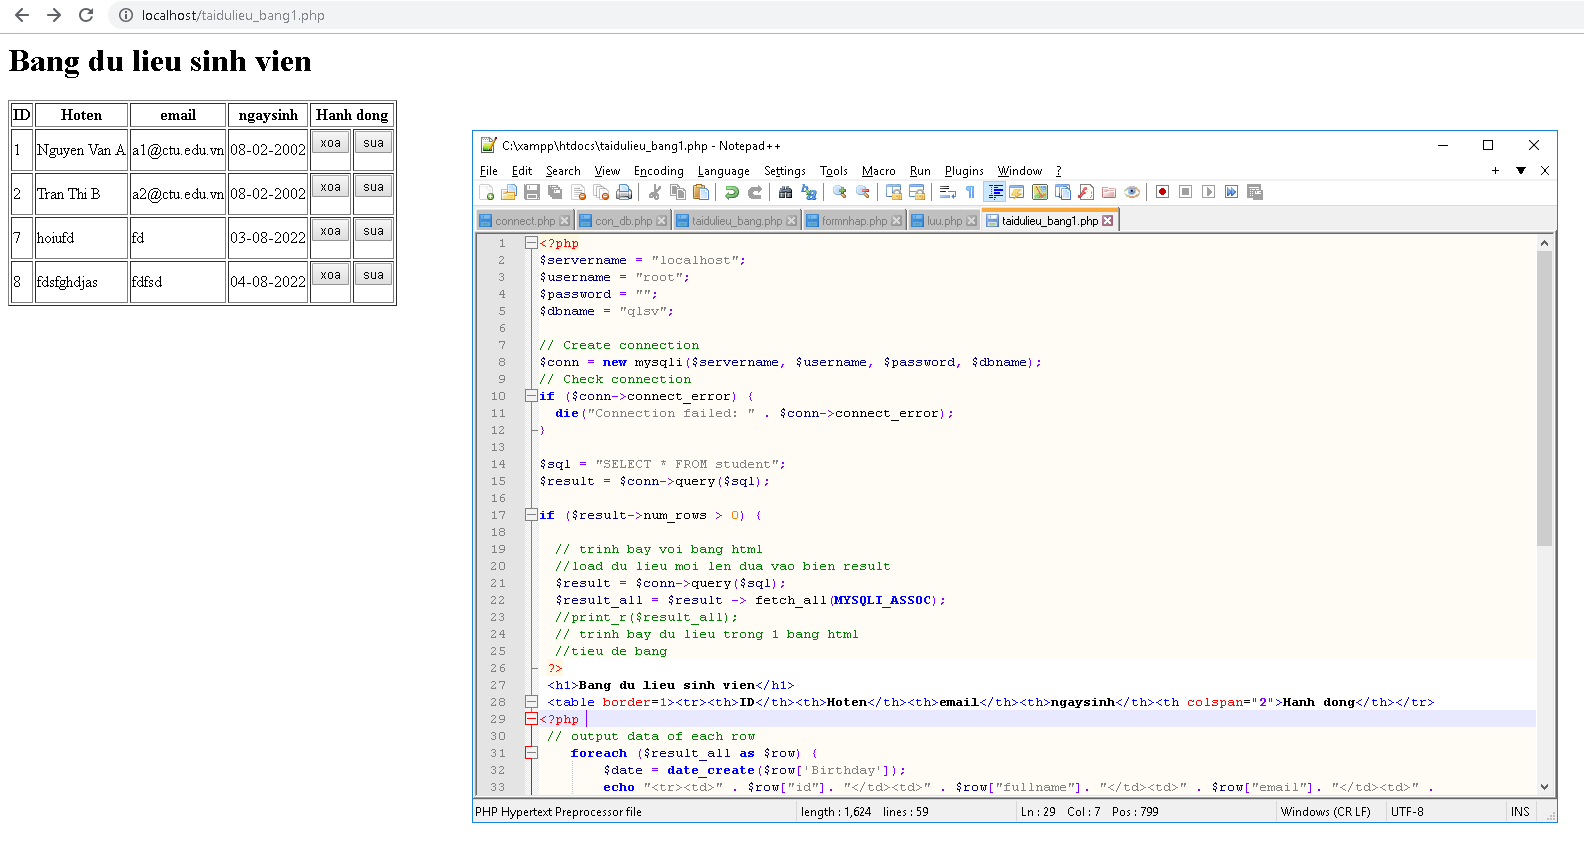 localhost/taidulieu_bang1.php
Bang du lieu sinh vien
ID Hoten email ngaysinh Hanh dong
1 Nguyen Van A a1@ctu.edu.vn 08-02-2002 xoa sua
2 Tran Thi B a2@ctu.edu.vn 08-02-2002 xoa sua
7 hoiufd fd 03-08-2022 xoa sua
8 fdsfghdjas fdfsd 04-08-2022 xoa sua
C:\xampp\htdocs\taidulieu_bang1.php - Notepad++
File Edit Search View Encoding Language Settings Tools Macro Run Plugins Window ? + ▼ X
connect.php con_db.php taidulieu_bang.php formnhap.php luu.php taidulieu_bang1.php
1 <?php
2 $servername = "localhost";
3 $username = "root";
4 $password = "";
5 $dbname = "qlsv";
6
7 // Create connection
8 $conn = new mysqli($servername, $username, $password, $dbname);
9 // Check connection
10 if ($conn->connect_error) {
11 die("Connection failed: " . $conn->connect_error);
12 }
13
14 $sql = "SELECT * FROM student";
15 $result = $conn->query($sql);
16
17 if ($result->num_rows > 0) {
18
19 // trinh bay voi bang html
20 //load du lieu moi len dua vao bien result
21 $result = $conn->query($sql);
22 $result_all = $result -> fetch_all(MYSQLI_ASSOC);
23 //print_r($result_all);
24 // trinh bay du lieu trong 1 bang html
25 //tieu de bang
26 ?>
27 <h1>Bang du lieu sinh vien</h1>
28 <table border=1><tr><th>ID</th><th>Hoten</th><th>email</th><th>ngaysinh</th><th colspan="2">Hanh dong</th></tr>
29 <?php
30 // output data of each row
31 foreach ($result_all as $row) {
32 $date = date_create($row['Birthday']);
33 echo "<tr><td>" . $row["id"]. "</td><td>" . $row["fullname"]. "</td><td>" . $row["email"]. "</td><td>" .
PHP Hypertext Preprocessor file length : 1,624 lines : 59 Ln : 29 Col : 7 Pos : 799 Windows (CR LF) UTF-8 INS